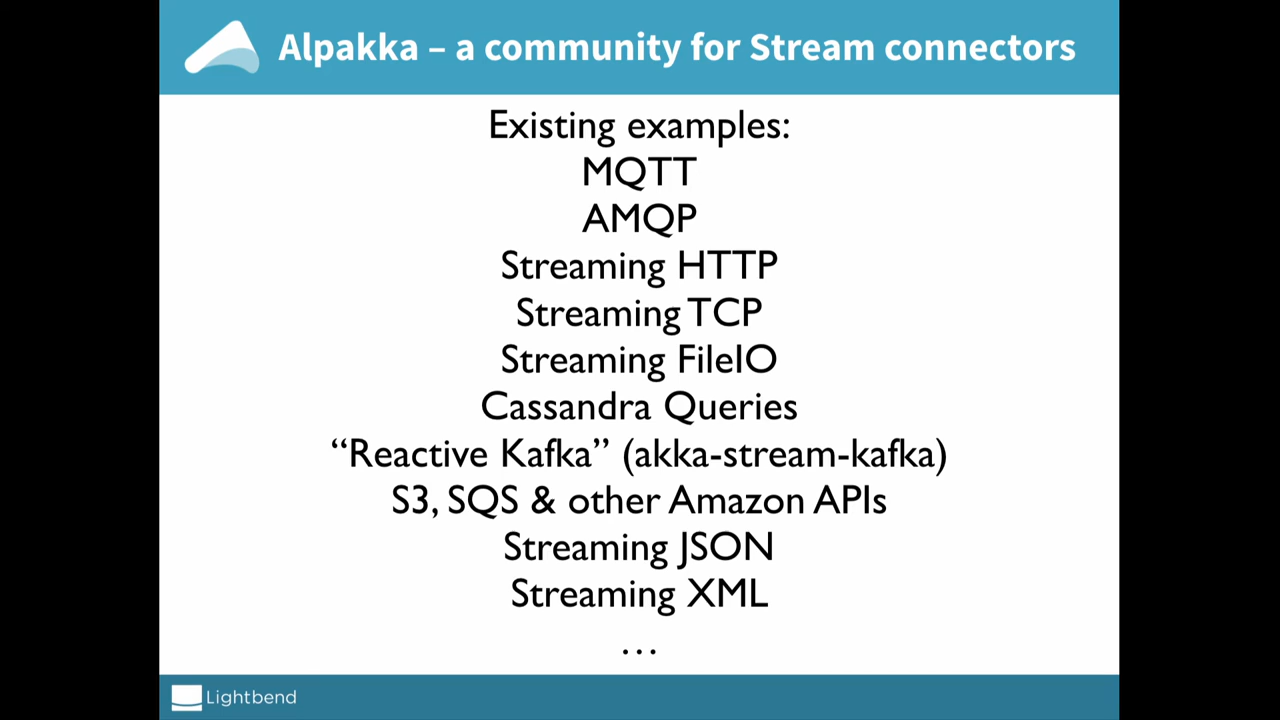 Alpakka – a community for Stream connectors
Existing examples:
MQTT
AMQP
Streaming HTTP
Streaming TCP
Streaming FileIO
Cassandra Queries
“Reactive Kafka” (akka-stream-kafka)
S3, SQS & other Amazon APIs
Streaming JSON
Streaming XML
…
Lightbend